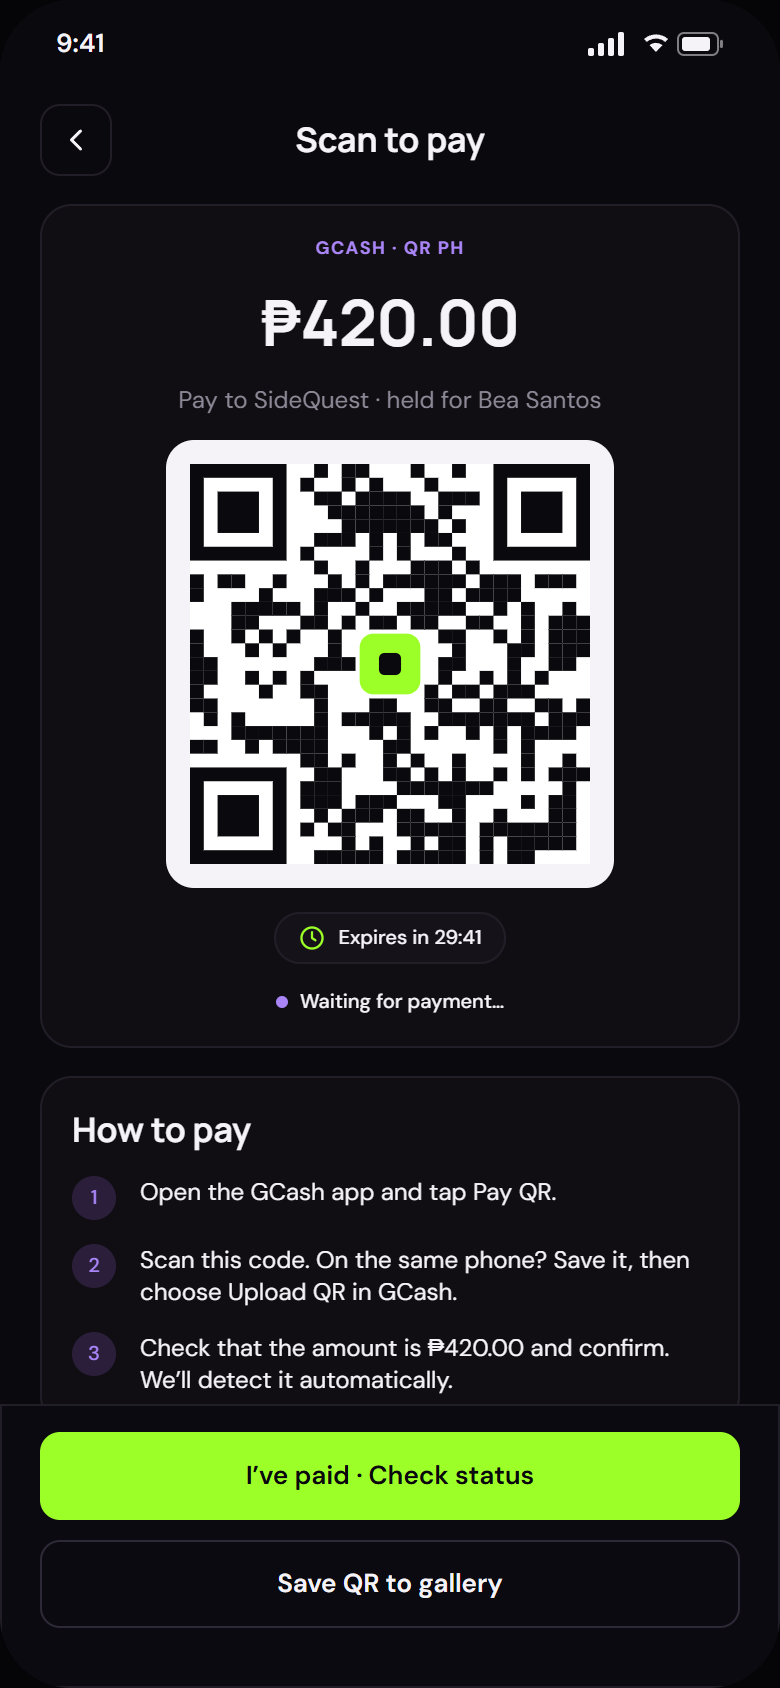 9:41
Scan to pay
GCASH · QR PH
₱420.00
Pay to SideQuest · held for Bea Santos
Expires in 29:41
Waiting for payment...
How to pay
1 Open the GCash app and tap Pay QR.
2 Scan this code. On the same phone? Save it, then
choose Upload QR in GCash.
3 Check that the amount is ₱420.00 and confirm.
We’ll detect it automatically.
I’ve paid · Check status
Save QR to gallery